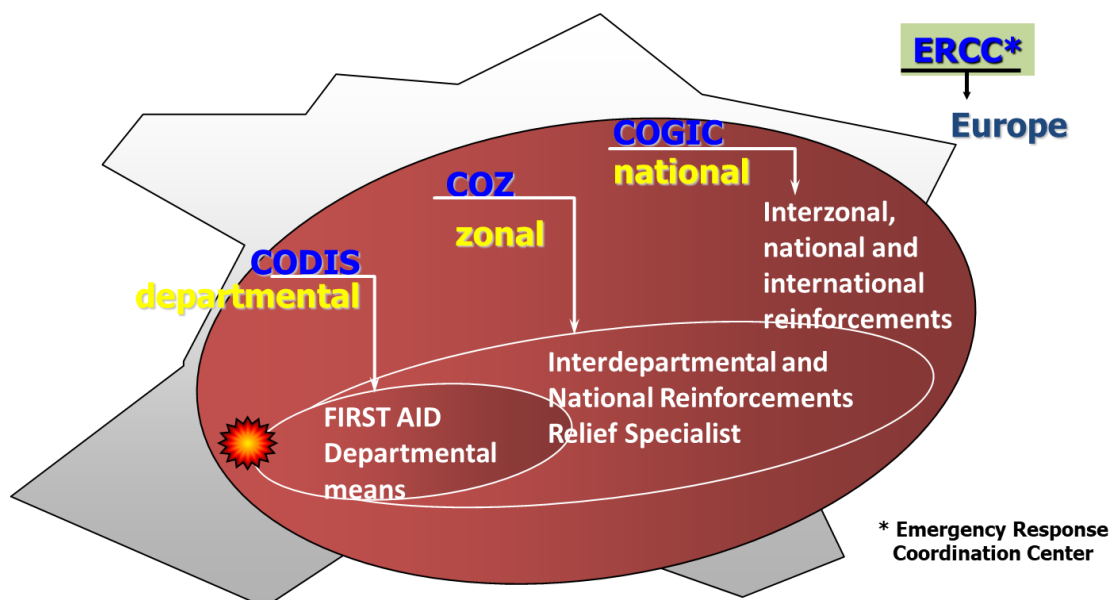 ERCC*
Europe
COGIC
national
Interzonal,
national and
international
reinforcements
COZ
zonal
Interdepartmental and
National Reinforcements
Relief Specialist
CODIS
departmental
FIRST AID
Departmental
means
* Emergency Response
Coordination Center